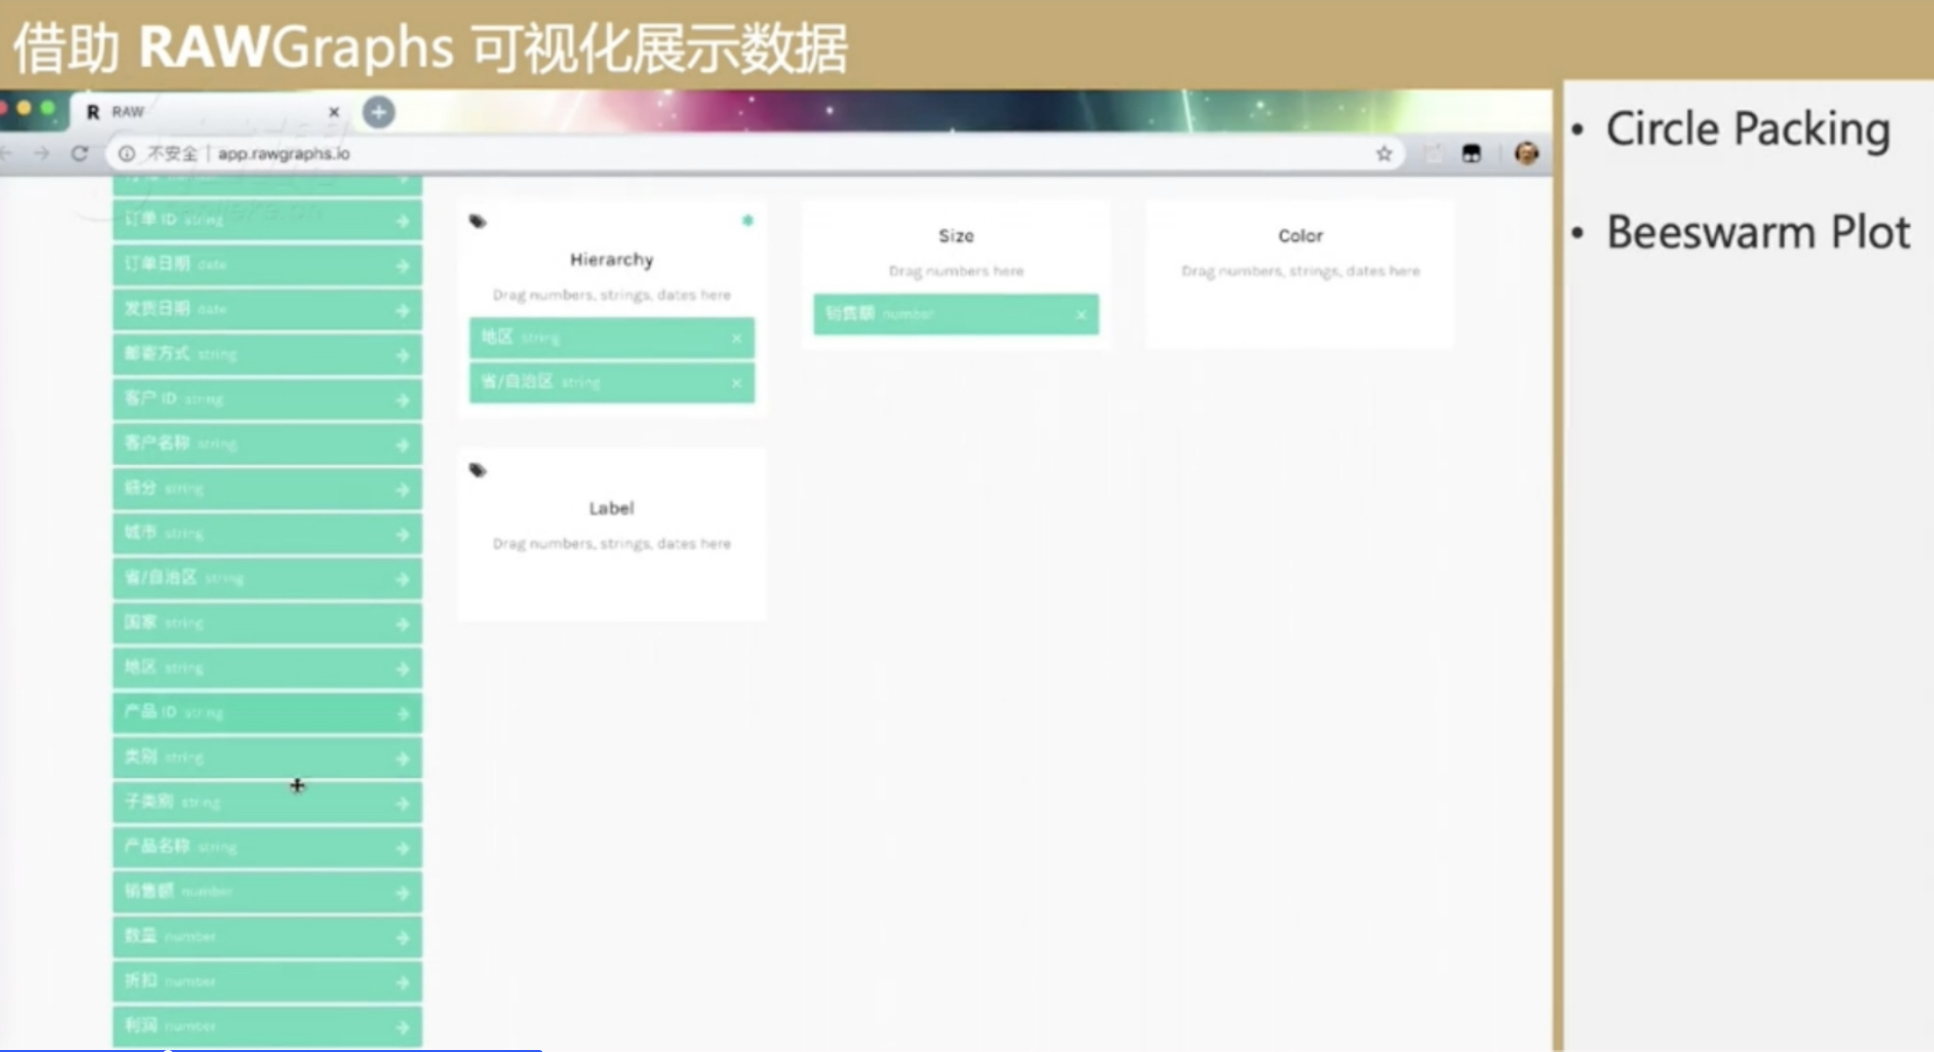 借助 RAWGraphs 可视化展示数据
R RAW
不安全 | app.rawgraphs.io
订单 ID string
订单日期 date
发货日期 date
邮寄方式 string
客户 ID string
客户名称 string
细分 string
城市 string
省/自治区 string
国家 string
地区 string
产品 ID string
类别 string
子类别 string
产品名称 string
销售额 number
数量 number
折扣 number
利润 number
Hierarchy
Drag numbers, strings, dates here
地区 string
省/自治区 string
Size
Drag numbers here
销售额 number
Color
Drag numbers, strings, dates here
Label
Drag numbers, strings, dates here
• Circle Packing
• Beeswarm Plot